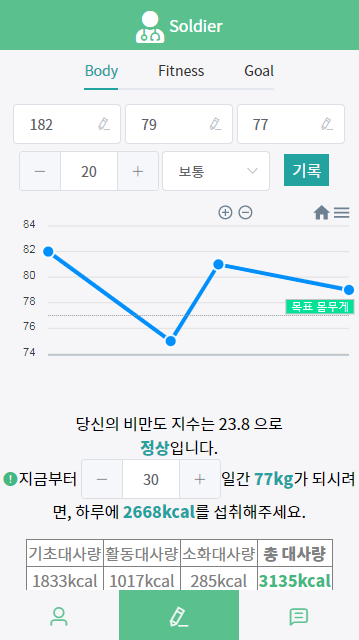 Soldier
Body Fitness Goal
182 79 77
− 20 + 보통 기록
84
82
80
78
목표 몸무게
76
74
당신의 비만도 지수는 23.8 으로
정상입니다.
! 지금부터 − 30 + 일간 77kg가 되시려
면, 하루에 2668kcal를 섭취해주세요.
기초대사량 활동대사량 소화대사량 총 대사량
1833kcal 1017kcal 285kcal 3135kcal